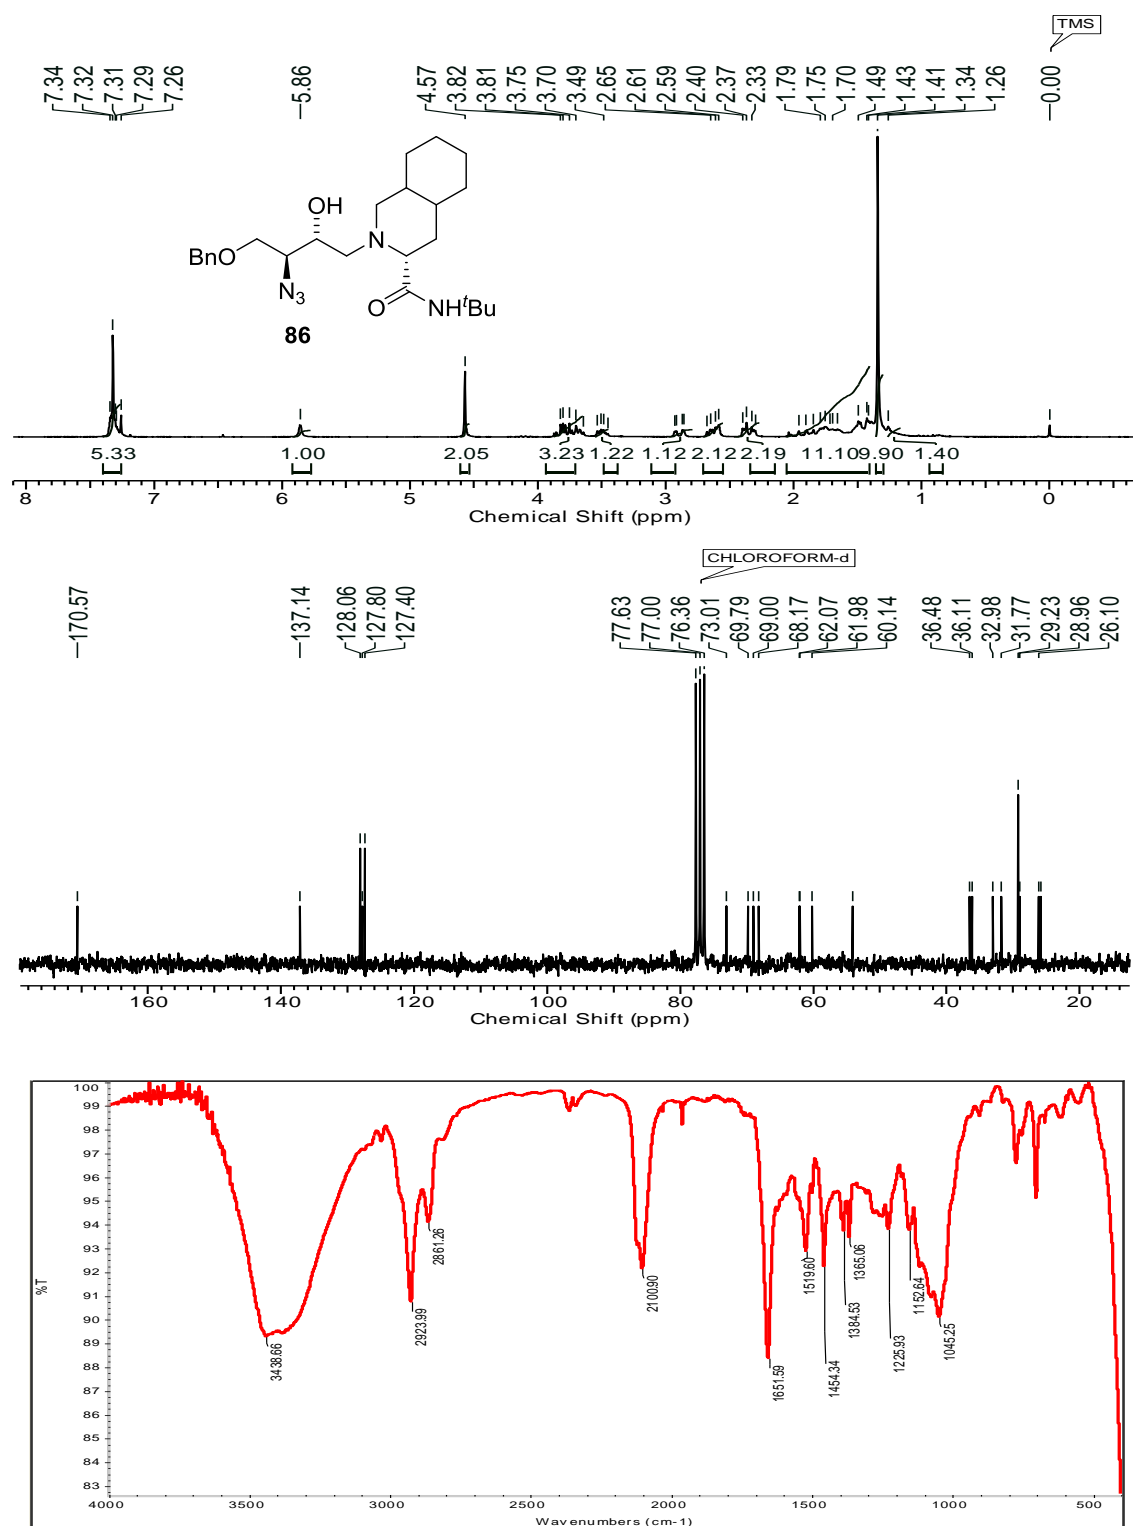 TMS
7.34 7.32 7.31 7.29 7.26 5.86 4.57 3.82 3.81 3.75 3.70 3.49 2.65 2.61 2.59 2.40 2.37 2.33 1.79 1.75 1.70 1.49 1.43 1.41 1.34 1.26 0.00
OH
BnO
N
N3
O
NHtBu
86
5.33 1.00 2.05 3.23 1.22 1.12 2.12 2.19 11.10 9.90 1.40
8 7 6 5 4 3 2 1 0
Chemical Shift (ppm)
CHLOROFORM-d
170.57 137.14 128.06 127.80 127.40 77.63 77.00 76.36 73.01 69.79 69.00 68.17 62.07 61.98 60.14 36.48 36.11 32.98 31.77 29.23 28.96 26.10
160 140 120 100 80 60 40 20
Chemical Shift (ppm)
100
99
98
97
96
95
94
93
92
91
90
89
88
87
86
85
84
83
%T
3438.66
2923.99
2861.26
2100.90
1651.59
1519.60
1454.34
1384.53
1365.06
1225.93
1152.64
1045.25
4000 3500 3000 2500 2000 1500 1000 500
Wavenumbers (cm-1)